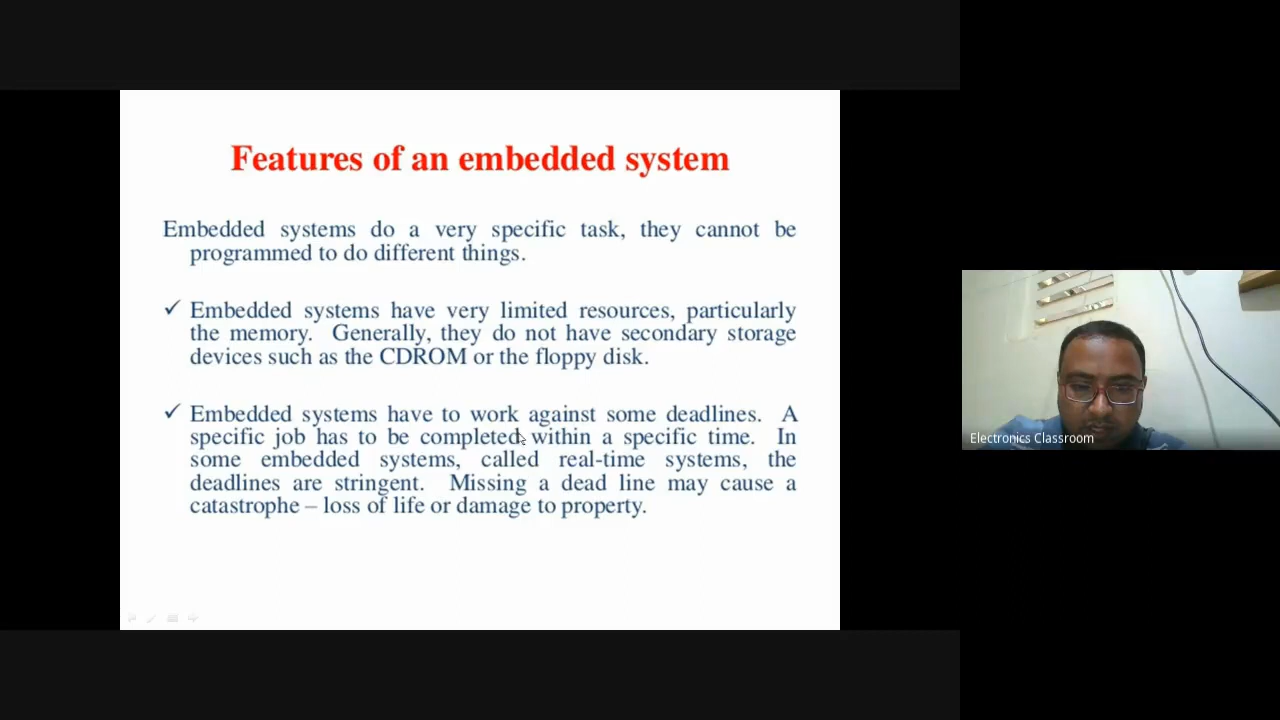 Features of an embedded system
Embedded systems do a very specific task, they cannot be
programmed to do different things.
✓ Embedded systems have very limited resources, particularly
the memory. Generally, they do not have secondary storage
devices such as the CDROM or the floppy disk.
✓ Embedded systems have to work against some deadlines. A
specific job has to be completed within a specific time. In
some embedded systems, called real-time systems, the
deadlines are stringent. Missing a dead line may cause a
catastrophe – loss of life or damage to property.
Electronics Classroom